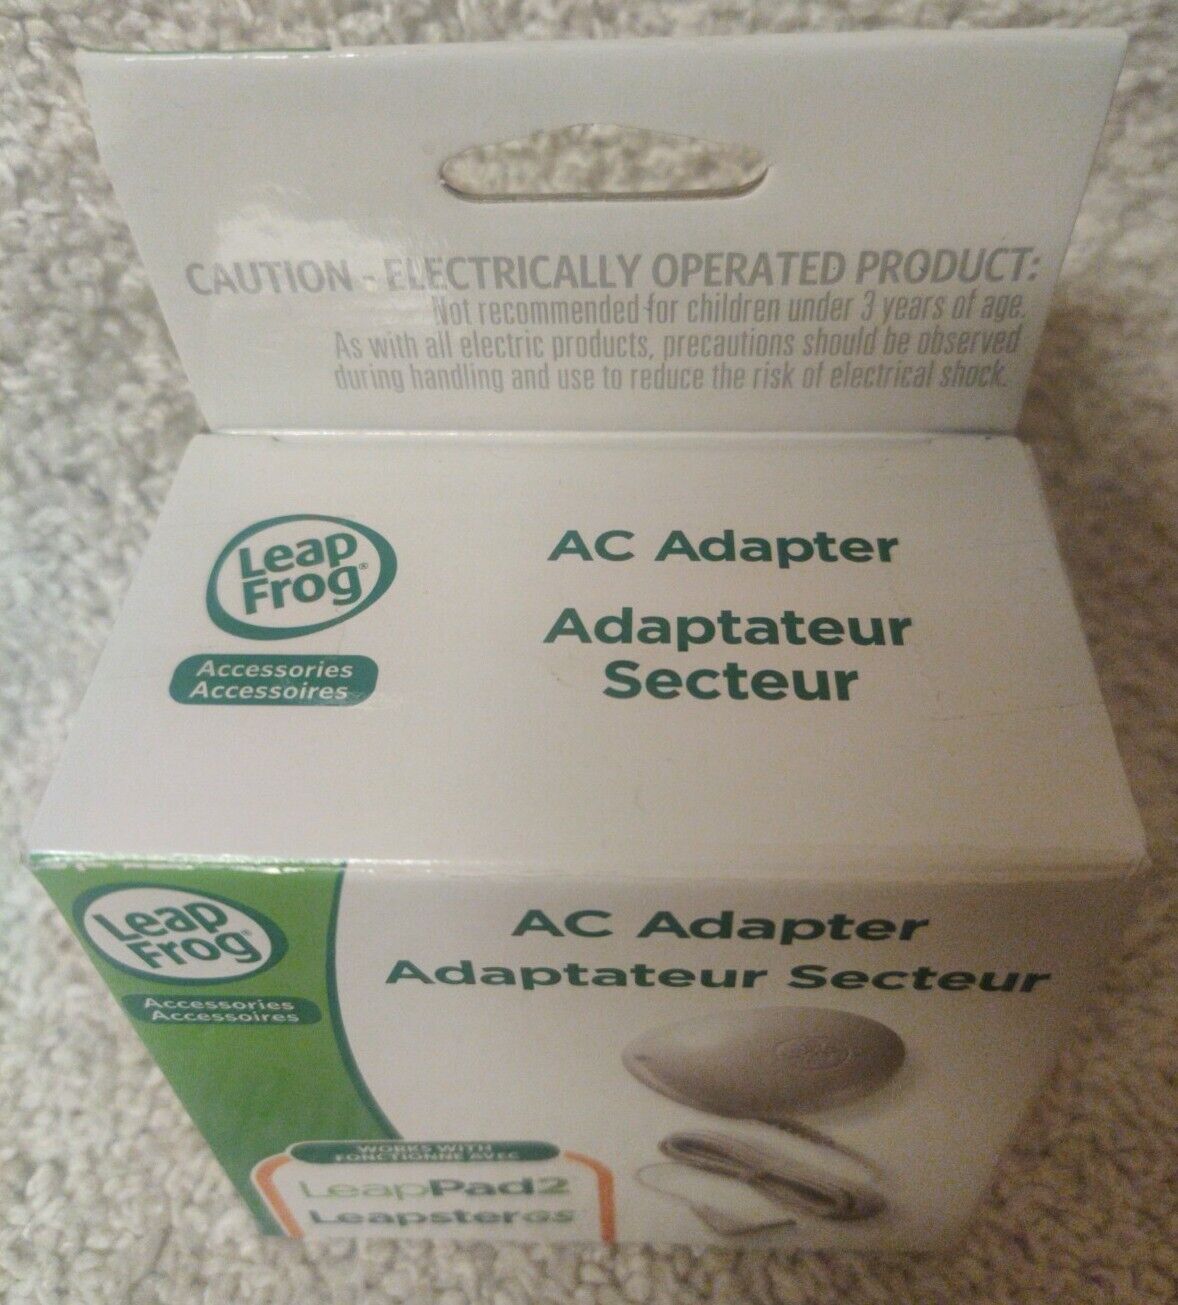 CAUTION - ELECTRICALLY OPERATED PRODUCT:
Not recommended for children under 3 years of age.
As with all electric products, precautions should be observed
during handling and use to reduce the risk of electrical shock.
Leap
Frog®
Accessories
Accessoires
AC Adapter
Adaptateur
Secteur
Leap
Frog®
Accessories
Accessoires
AC Adapter
Adaptateur Secteur
WORKS WITH
FONCTIONNE AVEC
LeapPad2
LeapsterGS